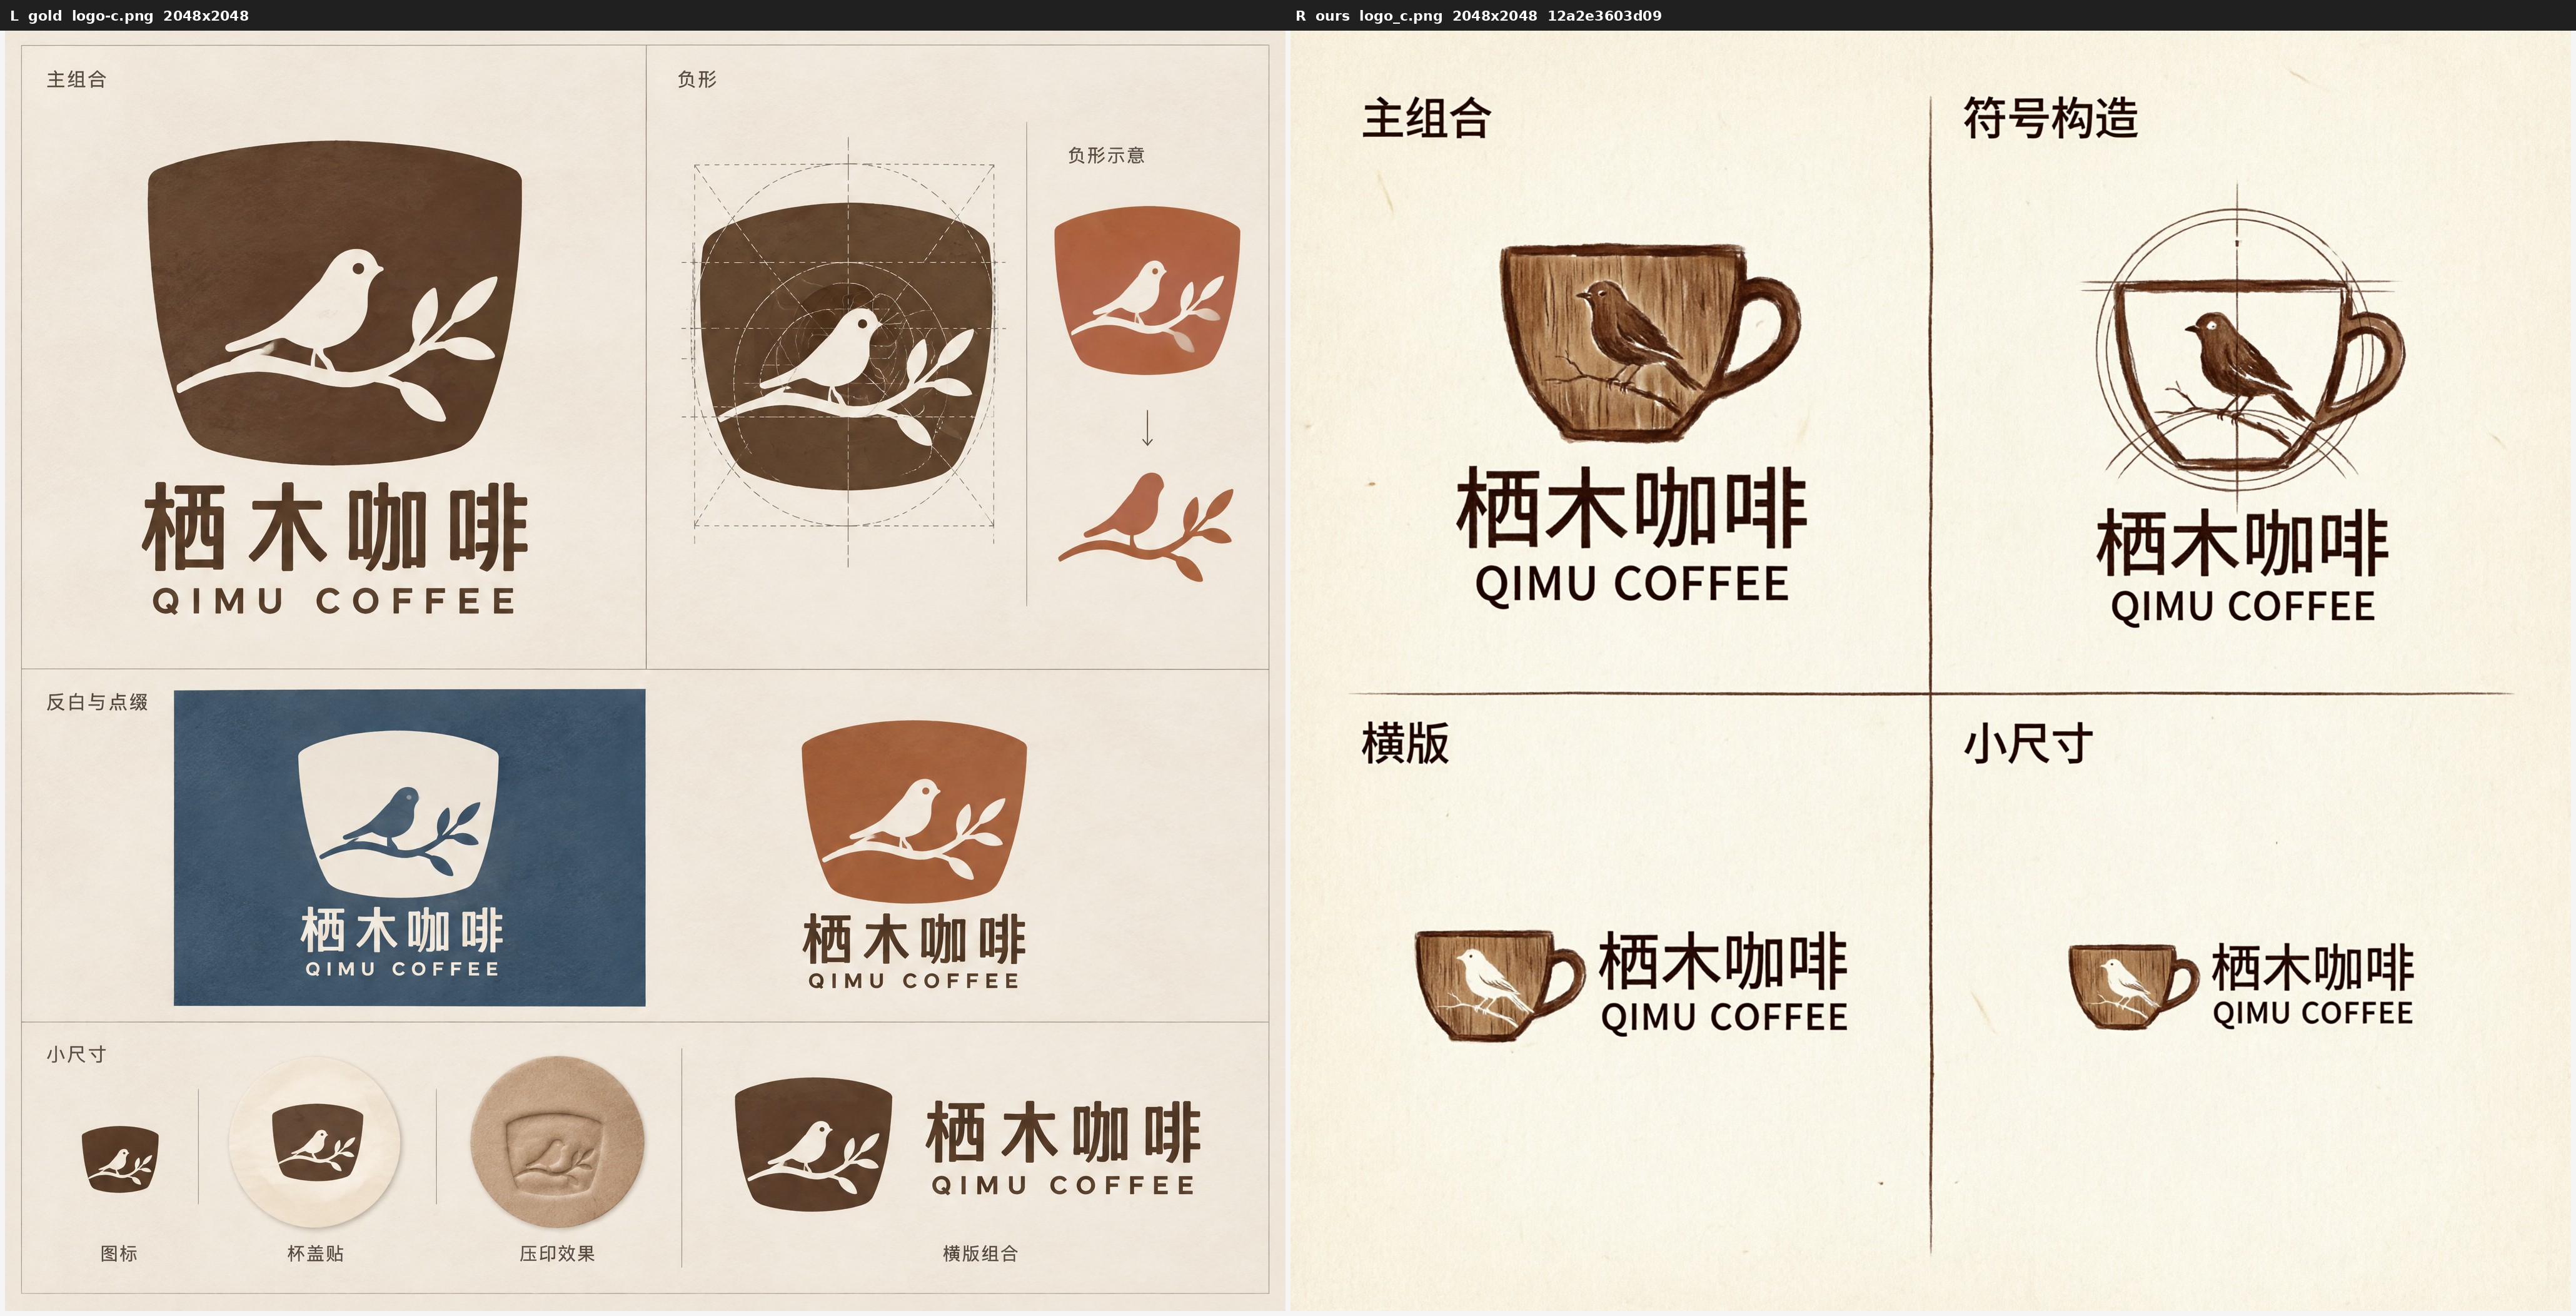 L gold logo-c.png 2048x2048
主组合
栖木咖啡
QIMU COFFEE
负形
负形示意
反白与点缀
栖木咖啡
QIMU COFFEE
栖木咖啡
QIMU COFFEE
小尺寸
图标
杯盖贴
压印效果
栖木咖啡
QIMU COFFEE
横版组合
R ours logo_c.png 2048x2048 12a2e3603d09
主组合
栖木咖啡
QIMU COFFEE
符号构造
栖木咖啡
QIMU COFFEE
横版
栖木咖啡
QIMU COFFEE
小尺寸
栖木咖啡
QIMU COFFEE